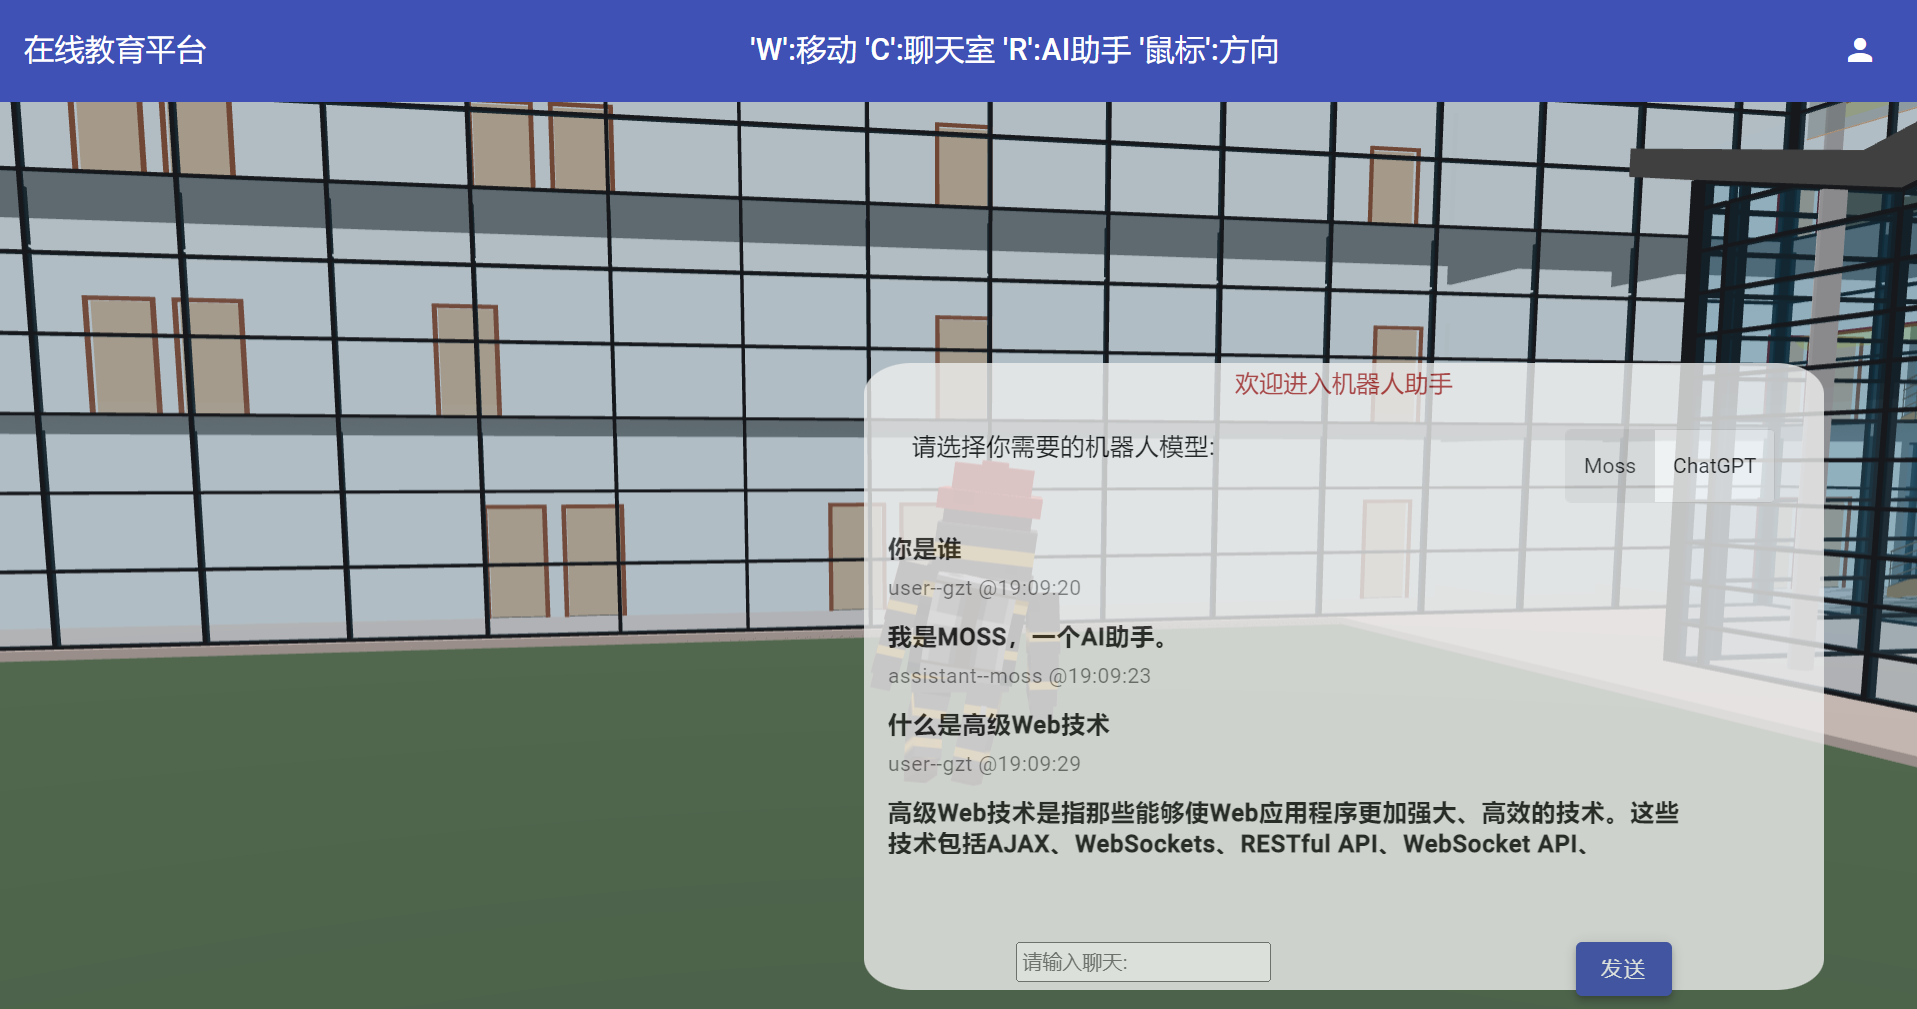 在线教育平台
'W':移动 'C':聊天室 'R':AI助手 '鼠标':方向
欢迎进入机器人助手
请选择你需要的机器人模型:
Moss
ChatGPT
你是谁
user--gzt @19:09:20
我是MOSS，一个AI助手。
assistant--moss @19:09:23
什么是高级Web技术
user--gzt @19:09:29
高级Web技术是指那些能够使Web应用程序更加强大、高效的技术。这些
技术包括AJAX、WebSockets、RESTful API、WebSocket API、
请输入聊天:
发送